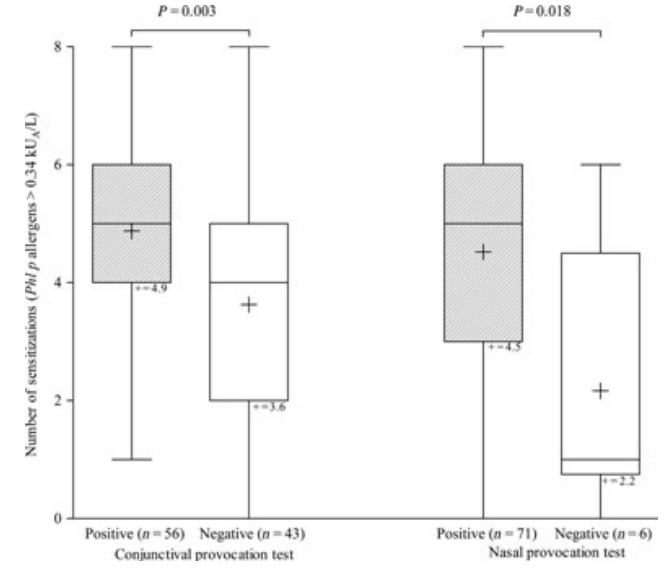 P = 0.003
P = 0.018
Number of sensitizations (Phl p allergens > 0.34 kU_A/L)
8
6
4
2
0
+=4.9
+=3.6
+=4.5
+=2.2
Positive (n = 56) Negative (n = 43)
Conjunctival provocation test
Positive (n = 71) Negative (n = 6)
Nasal provocation test